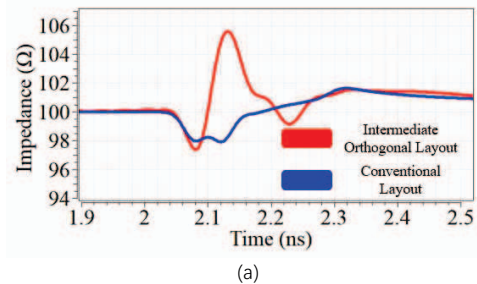 Impedance (Ω)
106
104
102
100
98
96
94
Intermediate
Orthogonal Layout
Conventional
Layout
1.9 2 2.1 2.2 2.3 2.4 2.5
Time (ns)
(a)